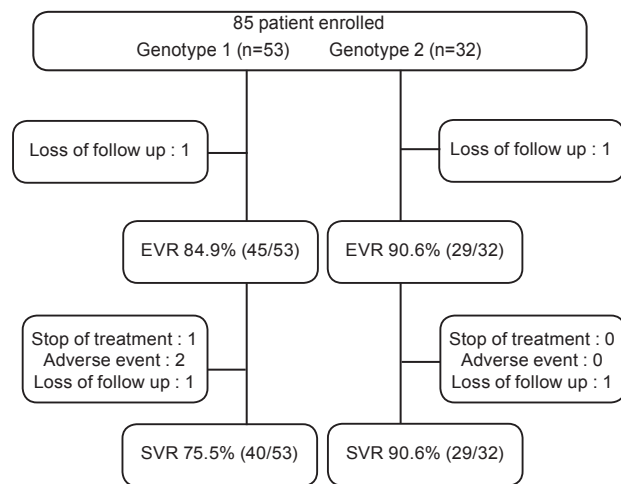 85 patient enrolled
Genotype 1 (n=53) Genotype 2 (n=32)
Loss of follow up : 1
Loss of follow up : 1
EVR 84.9% (45/53)
EVR 90.6% (29/32)
Stop of treatment : 1
Adverse event : 2
Loss of follow up : 1
Stop of treatment : 0
Adverse event : 0
Loss of follow up : 1
SVR 75.5% (40/53)
SVR 90.6% (29/32)